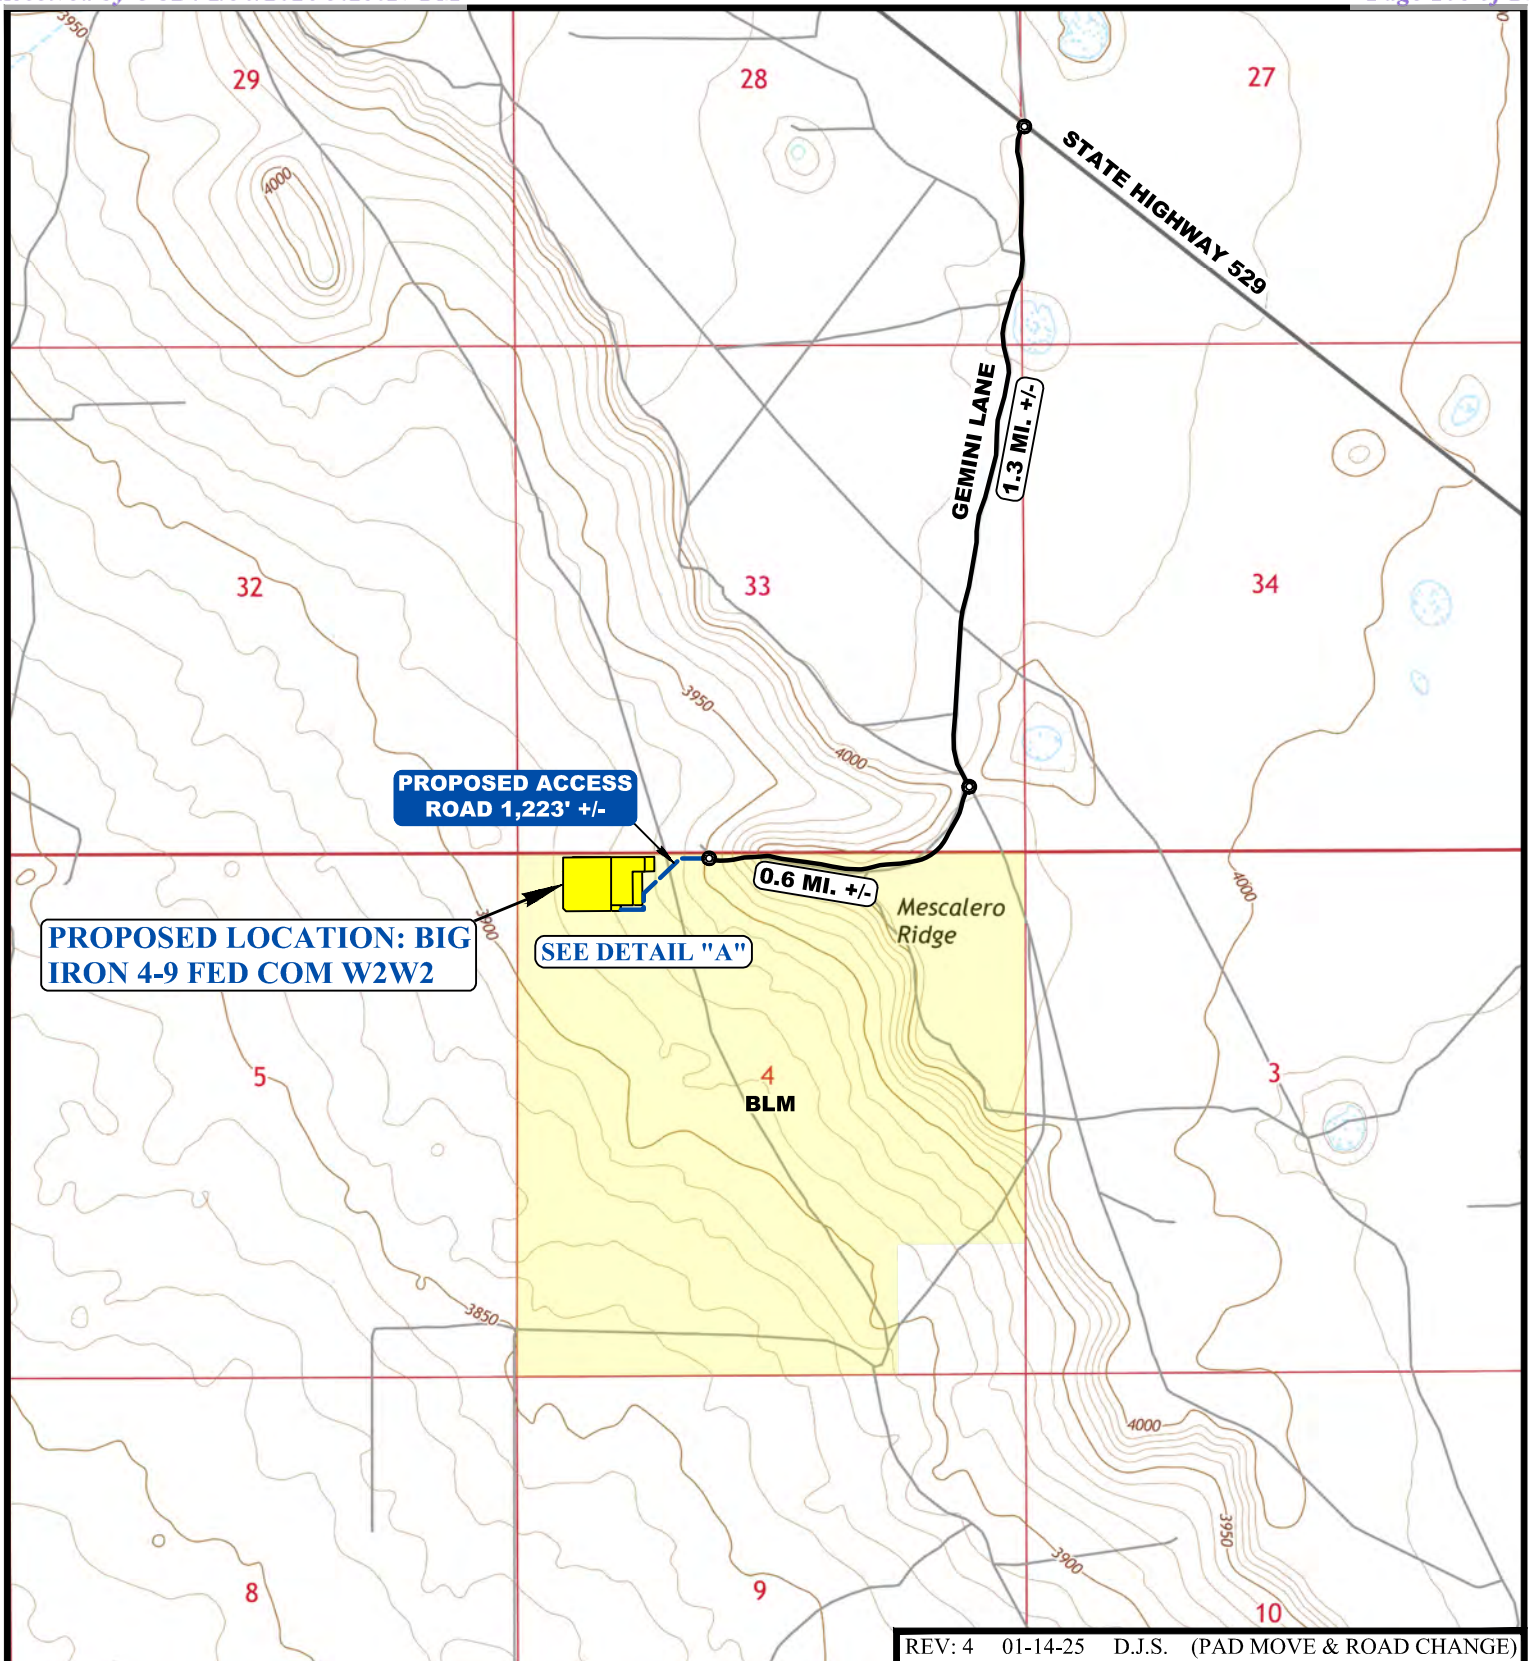 29
28
27
3950
4000
STATE HIGHWAY 529
GEMINI LANE
1.3 MI. +/-
32
33
34
3950
4000
PROPOSED ACCESS
ROAD 1,223' +/-
0.6 MI. +/-
4000
Mescalero
Ridge
3900
PROPOSED LOCATION: BIG
IRON 4-9 FED COM W2W2
SEE DETAIL "A"
5
4
BLM
3
3850
4000
3950
3900
8
9
10
REV: 4 01-14-25 D.J.S. (PAD MOVE & ROAD CHANGE)